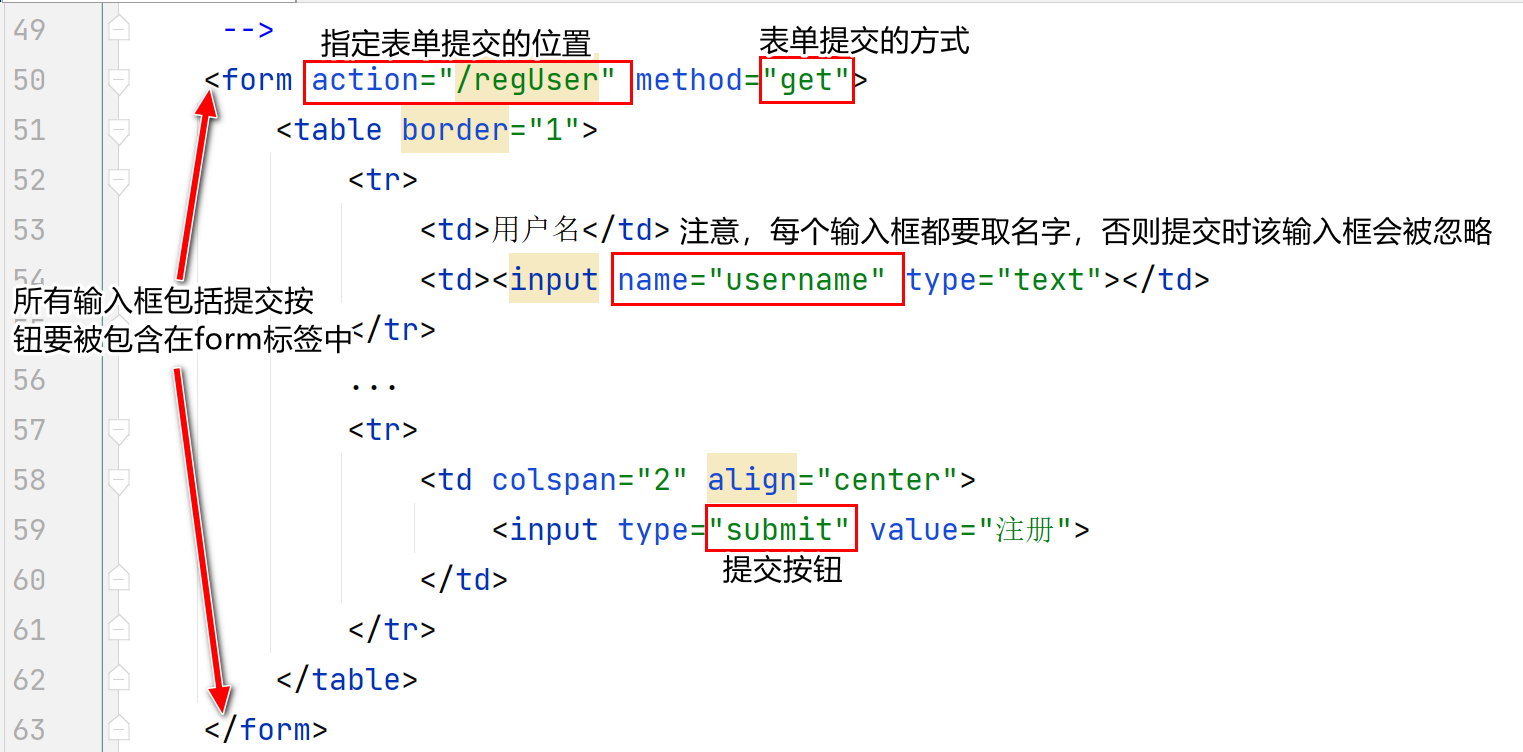 49 -->
指定表单提交的位置 表单提交的方式
50 <form action="/regUser" method="get">
51 <table border="1">
52 <tr>
53 <td>用户名</td> 注意，每个输入框都要取名字，否则提交时该输入框会被忽略
54 <td><input name="username" type="text"></td>
所有输入框包括提交按
55 </tr>
钮要被包含在form标签中
56 ...
57 <tr>
58 <td colspan="2" align="center">
59 <input type="submit" value="注册">
提交按钮
60 </td>
61 </tr>
62 </table>
63 </form>